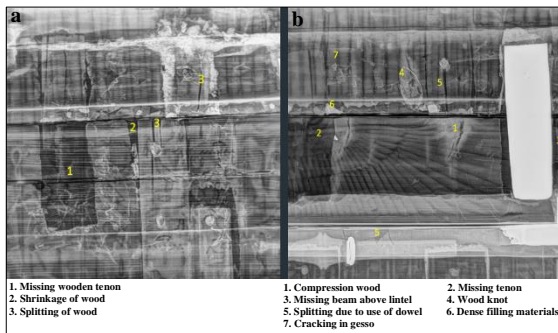 a
3
2 3
1
b
7
4
5
6
2 1
3
1. Missing wooden tenon
2. Shrinkage of wood
3. Splitting of wood
1. Compression wood 2. Missing tenon
3. Missing beam above lintel 4. Wood knot
5. Splitting due to use of dowel 6. Dense filling materials
7. Cracking in gesso